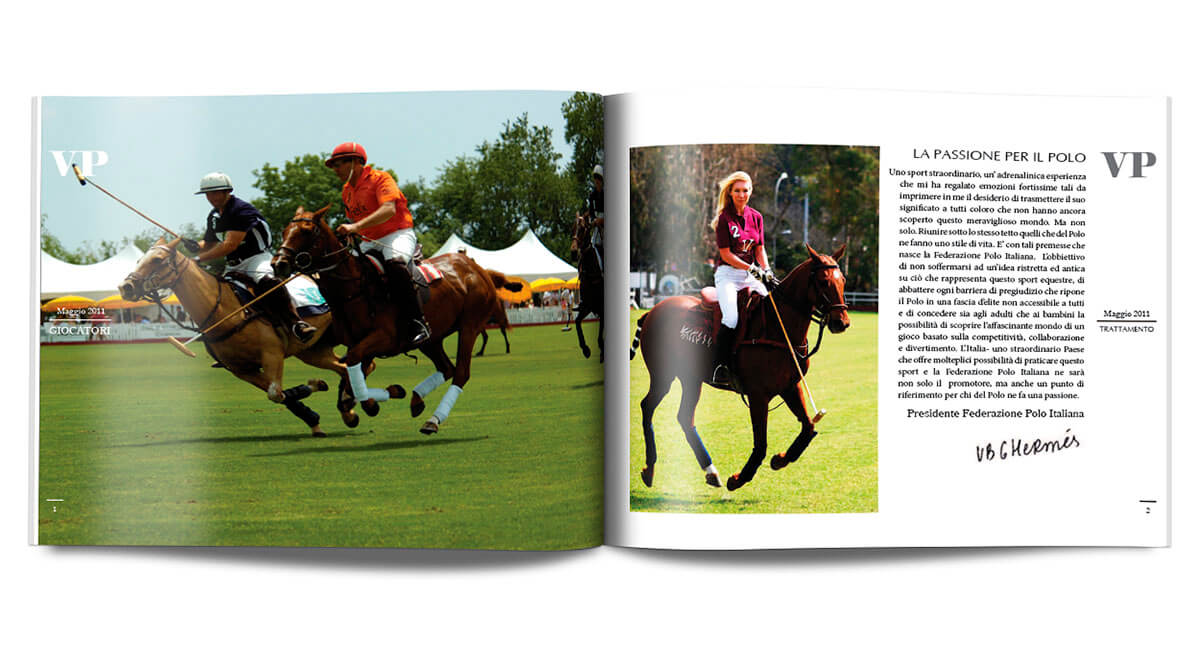 VP
Maggio 2011
GIOCATORI
1
2
LA PASSIONE PER IL POLO
VP
Uno sport straordinario, un'adrenalinica esperienza
che mi ha regalato emozioni fortissime tali da
imprimere in me il desiderio di trasmettere il suo
significato a tutti coloro che non hanno ancora
scoperto questo meraviglioso mondo. Ma non
solo. Riunire sotto lo stesso tetto quelli che del Polo
ne fanno uno stile di vita. E' con tali premesse che
nasce la Federazione Polo Italiana. L'obbiettivo
di non soffermarsi ad un'idea ristretta ed antica
su ciò che rappresenta questo sport equestre, di
abbattere ogni barriera di pregiudizio che ripone
il Polo in una fascia d'elite non accessibile a tutti
e di concedere sia agli adulti che ai bambini la
possibilità di scoprire l'affascinante mondo di un
gioco basato sulla competitività, collaborazione
e divertimento. L'Italia- uno straordinario Paese
che offre molteplici possibilità di praticare questo
sport e la Federazione Polo Italiana ne sarà
non solo il promotore, ma anche un punto di
riferimento per chi del Polo ne fa una passione.
Presidente Federazione Polo Italiana
VB G Hermés
Maggio 2011
TRATTAMENTO
2